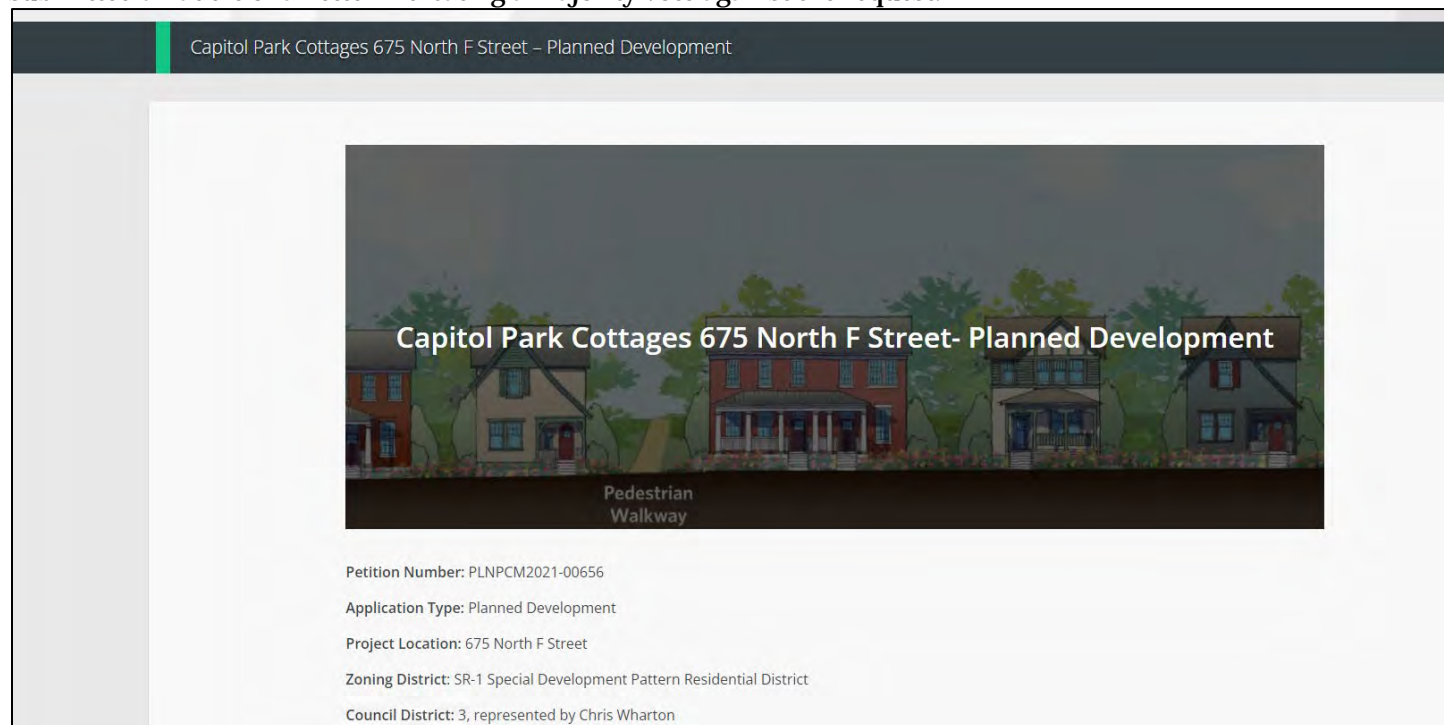 Capitol Park Cottages 675 North F Street – Planned Development
Capitol Park Cottages 675 North F Street- Planned Development
Pedestrian
Walkway
Petition Number: PLNPCM2021-00656
Application Type: Planned Development
Project Location: 675 North F Street
Zoning District: SR-1 Special Development Pattern Residential District
Council District: 3, represented by Chris Wharton